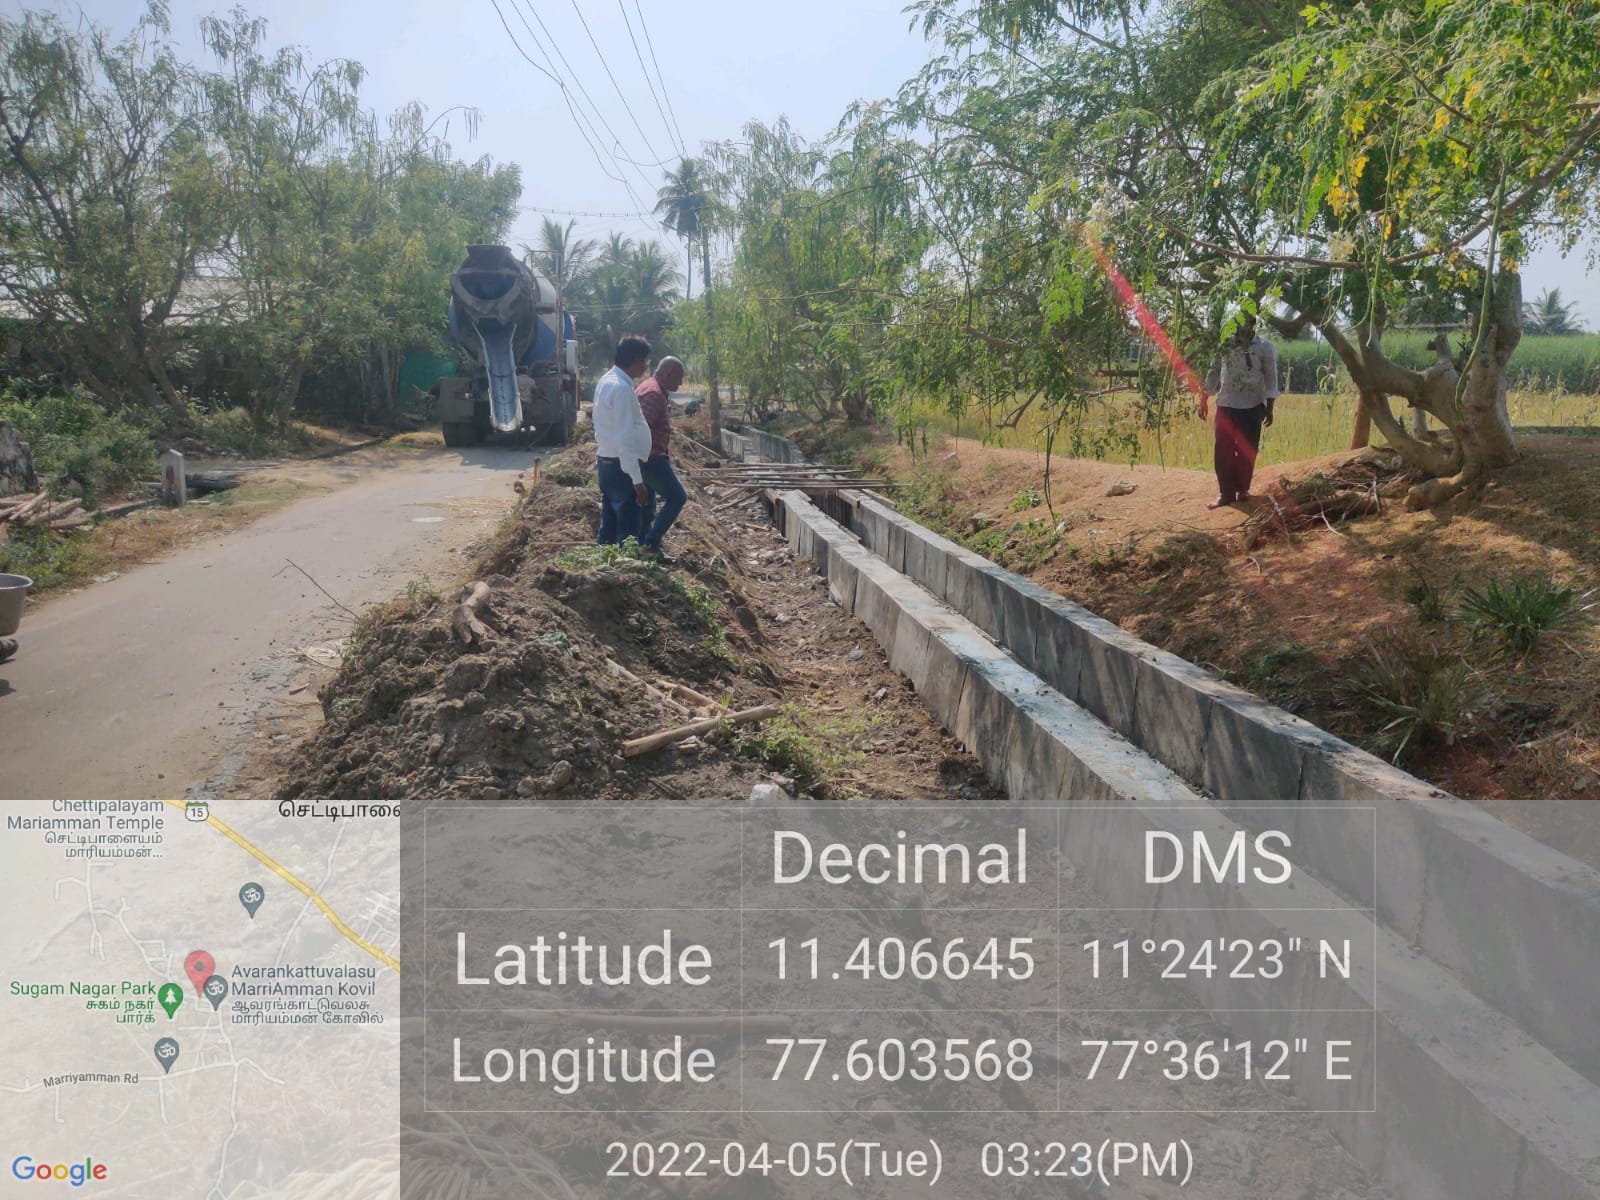 Chettipalayam
Mariamman Temple
செட்டிபாளையம்
மாரியம்மன்...
15
செட்டிபாளை
Sugam Nagar Park
சுகம் நகர்
பார்க்
Avarankattuvalasu
MarriAmman Kovil
ஆவரங்காட்டுவலசு
மாரியம்மன் கோவில்
Marriyamman Rd
Google
Decimal DMS
Latitude 11.406645 11°24'23" N
Longitude 77.603568 77°36'12" E
2022-04-05(Tue) 03:23(PM)